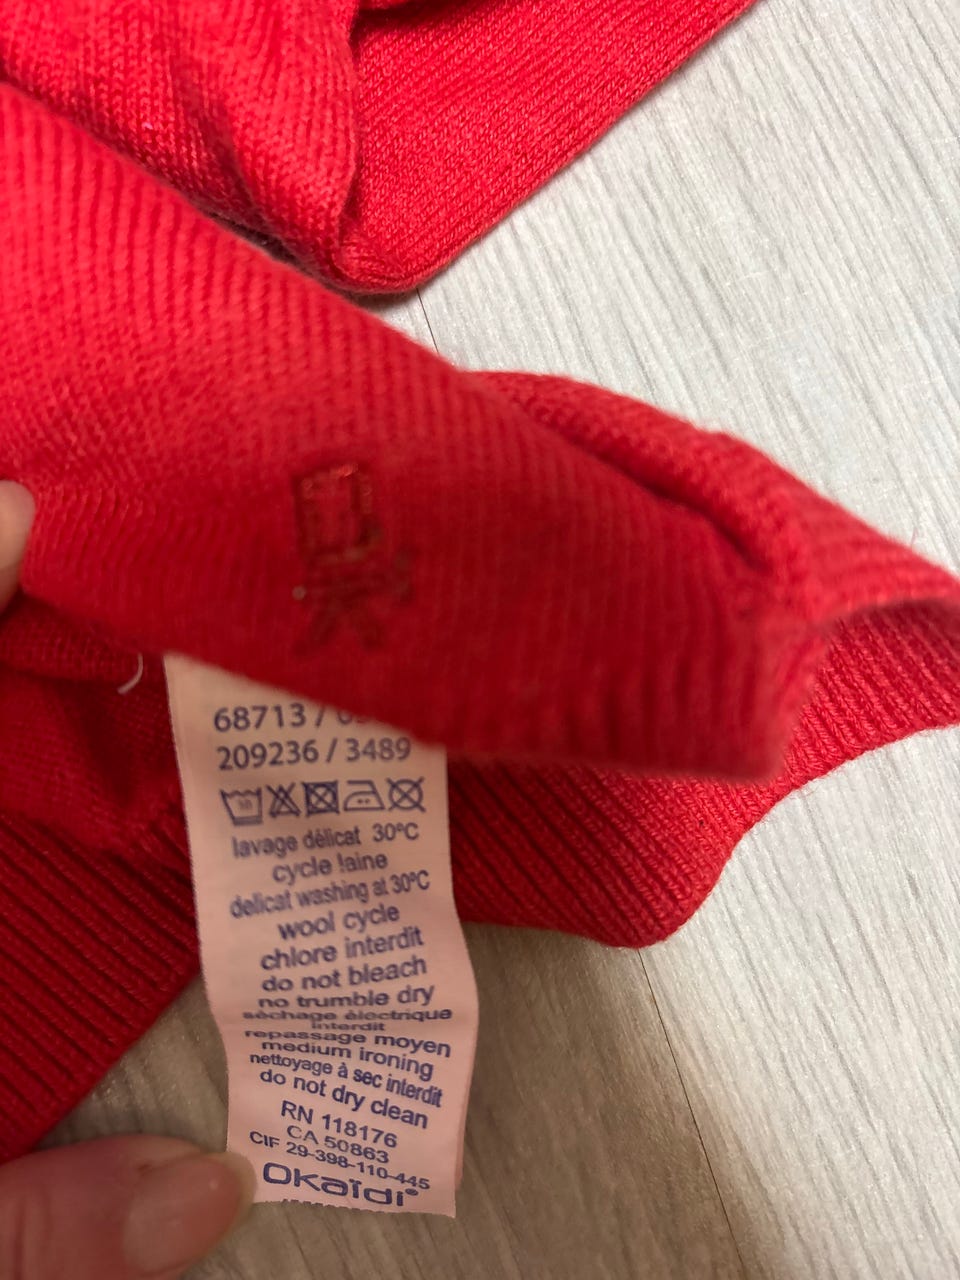 ok
68713 /
209236 / 3489
30
lavage délicat 30°C
cycle laine
delicat washing at 30°C
wool cycle
chlore interdit
do not bleach
no trumble dry
séchage électrique
interdit
repassage moyen
medium ironing
nettoyage à sec interdit
do not dry clean
RN 118176
CA 50863
CIF 29-398-110-445
Okaïdi®